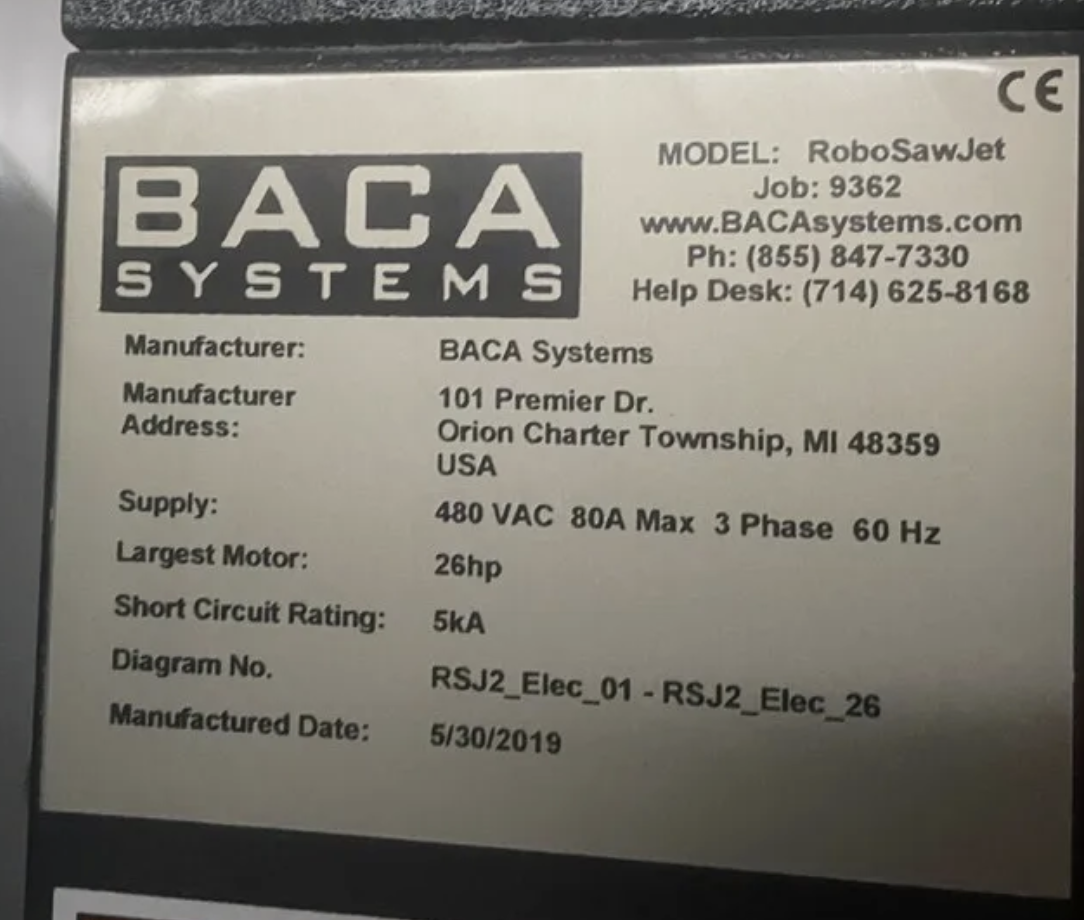 CE
BACA
SYSTEMS
MODEL: RoboSawJet
Job: 9362
www.BACAsystems.com
Ph: (855) 847-7330
Help Desk: (714) 625-8168
Manufacturer: BACA Systems
Manufacturer 101 Premier Dr.
Address: Orion Charter Township, MI 48359
USA
Supply: 480 VAC 80A Max 3 Phase 60 Hz
Largest Motor: 26hp
Short Circuit Rating: 5kA
Diagram No. RSJ2_Elec_01 - RSJ2_Elec_26
Manufactured Date: 5/30/2019